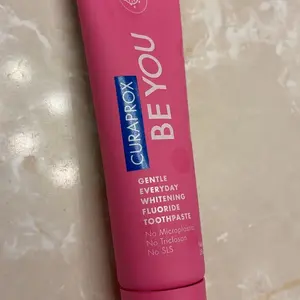 CURAPROX
BE YOU
GENTLE
EVERYDAY
WHITENING
FLUORIDE
TOOTHPASTE
No Microplastic
No Triclosan
No SLS